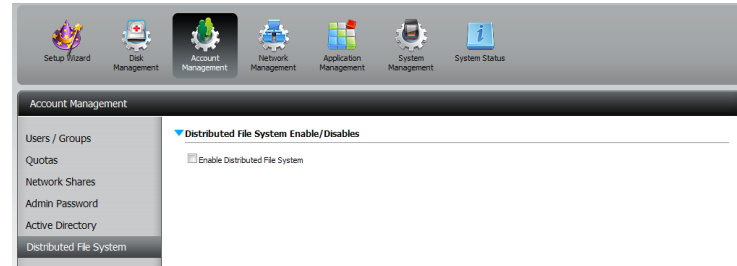 Setup Wizard
Disk Management
Account Management
Network Management
Application Management
System Management
System Status
Account Management
Users / Groups
Quotas
Network Shares
Admin Password
Active Directory
Distributed File System
Distributed File System Enable/Disables
Enable Distributed File System